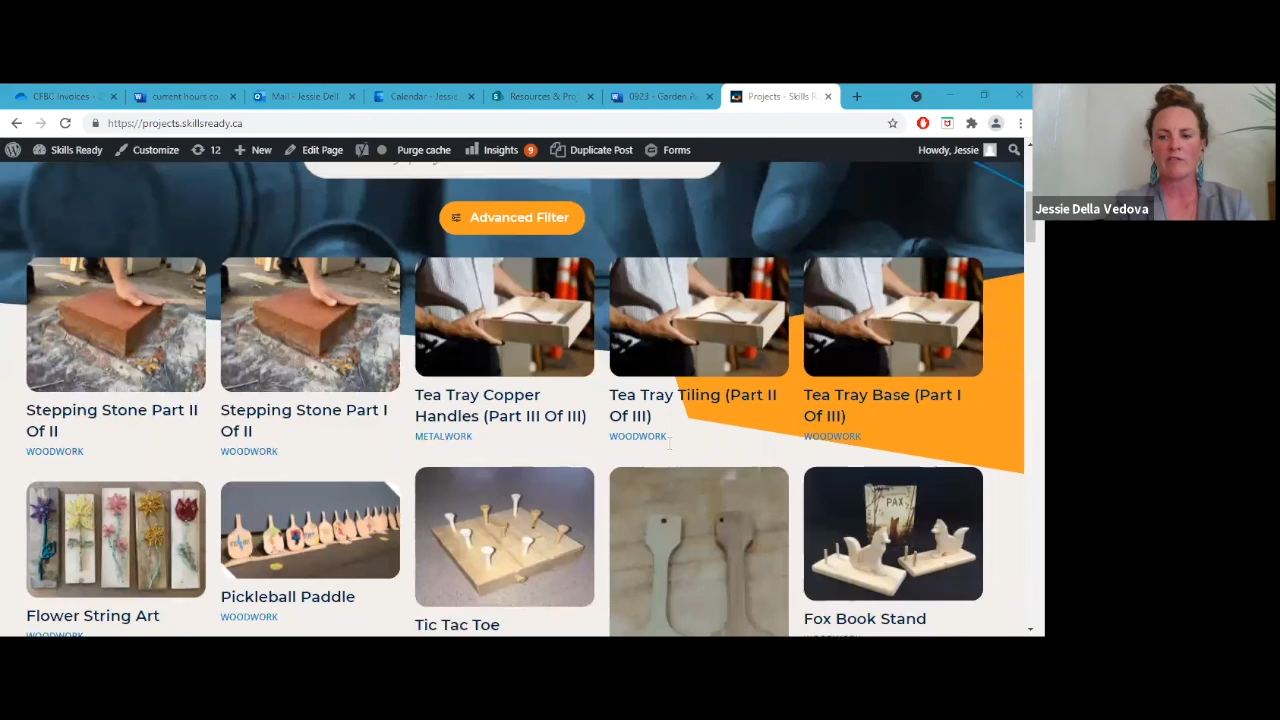 CFBC Invoices - 2
current hours co
Mail - Jessie Dell
Calendar - Jessie
Resources & Proj
0923 - Garden
Projects - Skills R
https://projects.skillsready.ca
Skills Ready
Customize
12
New
Edit Page
Purge cache
Insights
9
Duplicate Post
Forms
Howdy, Jessie
Jessie Della Vedova
Advanced Filter
Stepping Stone Part II
Of II
WOODWORK
Stepping Stone Part I
Of II
WOODWORK
Tea Tray Copper
Handles (Part III Of III)
METALWORK
Tea Tray Tiling (Part II
Of III)
WOODWORK
Tea Tray Base (Part I
Of III)
WOODWORK
PAX
Flower String Art
WOODWORK
Pickleball Paddle
WOODWORK
Tic Tac Toe
Fox Book Stand